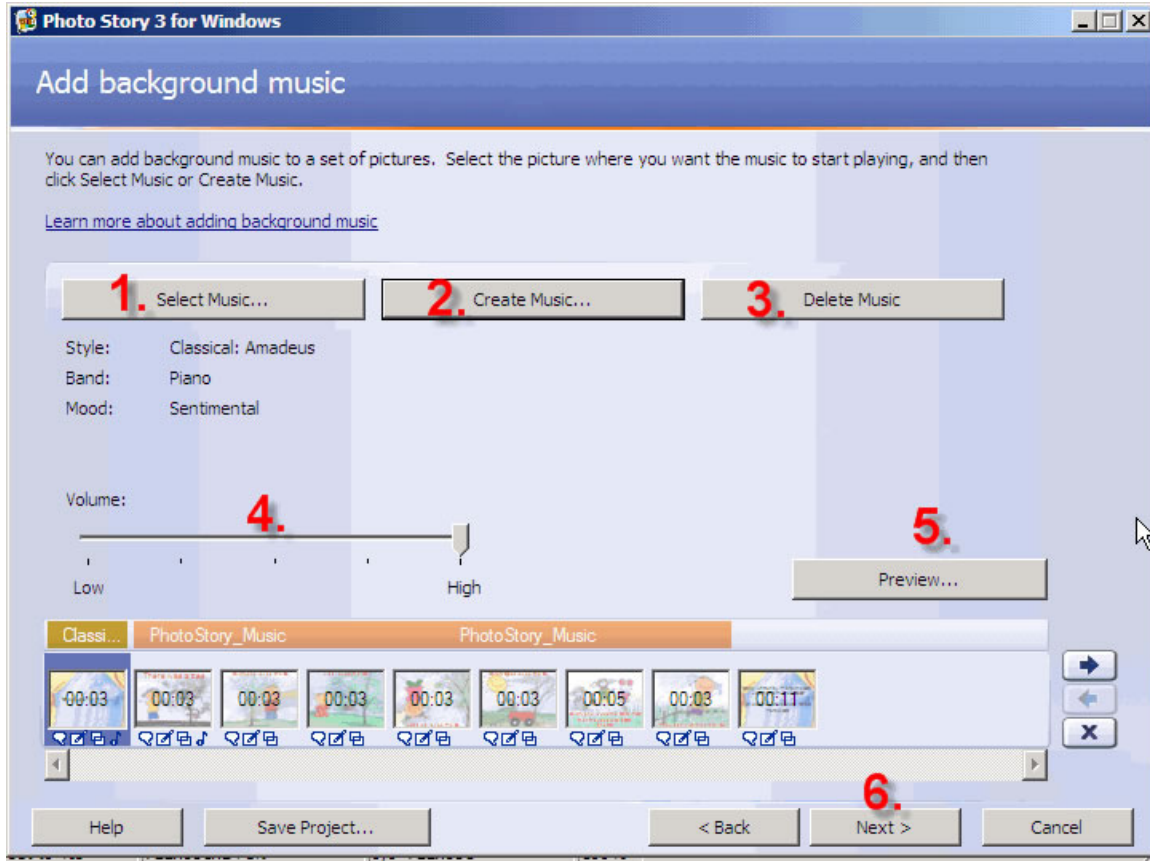 Photo Story 3 for Windows
Add background music
You can add background music to a set of pictures. Select the picture where you want the music to start playing, and then
click Select Music or Create Music.
Learn more about adding background music
1. Select Music...
2. Create Music...
3. Delete Music
Style: Classical: Amadeus
Band: Piano
Mood: Sentimental
Volume:
4.
5.
Low High
Preview...
Classi... PhotoStory_Music PhotoStory_Music
00:03 00:03 00:03 00:03 00:03 00:03 00:05 00:03 00:11
6.
Help Save Project... < Back Next > Cancel